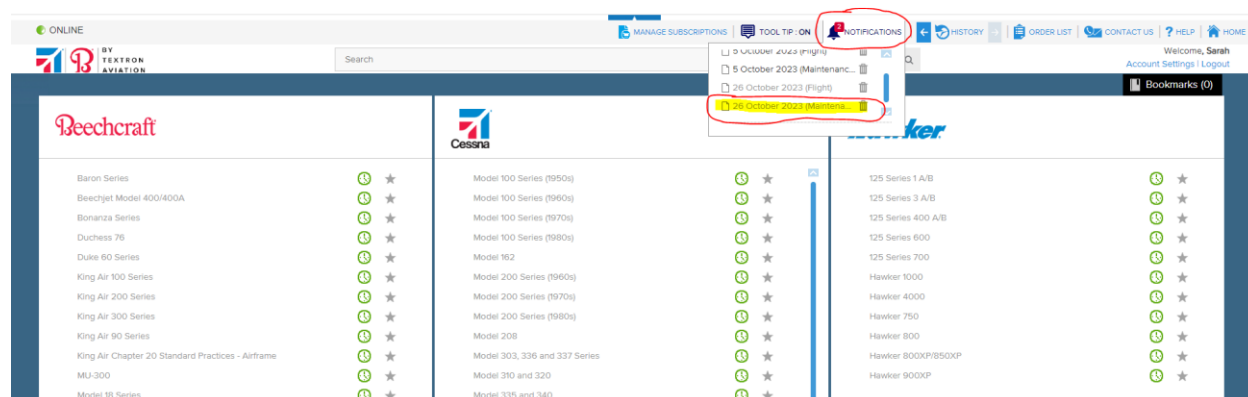 ONLINE
MANAGE SUBSCRIPTIONS | TOOL TIP : ON | 2 NOTIFICATIONS | HISTORY | ORDER LIST | CONTACT US | ? HELP | HOME
BY
TEXTRON
AVIATION
Search
Welcome, Sarah
Account Settings | Logout
Bookmarks (0)
5 October 2023 (Flight)
5 October 2023 (Maintenanc...
26 October 2023 (Flight)
26 October 2023 (Maintena...
Beechcraft
Baron Series
Beechjet Model 400/400A
Bonanza Series
Duchess 76
Duke 60 Series
King Air 100 Series
King Air 200 Series
King Air 300 Series
King Air 90 Series
King Air Chapter 20 Standard Practices - Airframe
MU-300
Model 18 Series
Cessna
Model 100 Series (1950s)
Model 100 Series (1960s)
Model 100 Series (1970s)
Model 100 Series (1980s)
Model 162
Model 200 Series (1960s)
Model 200 Series (1970s)
Model 200 Series (1980s)
Model 208
Model 303, 336 and 337 Series
Model 310 and 320
Model 335 and 340
Hawker
125 Series 1 A/B
125 Series 3 A/B
125 Series 400 A/B
125 Series 600
125 Series 700
Hawker 1000
Hawker 4000
Hawker 750
Hawker 800
Hawker 800XP/850XP
Hawker 900XP